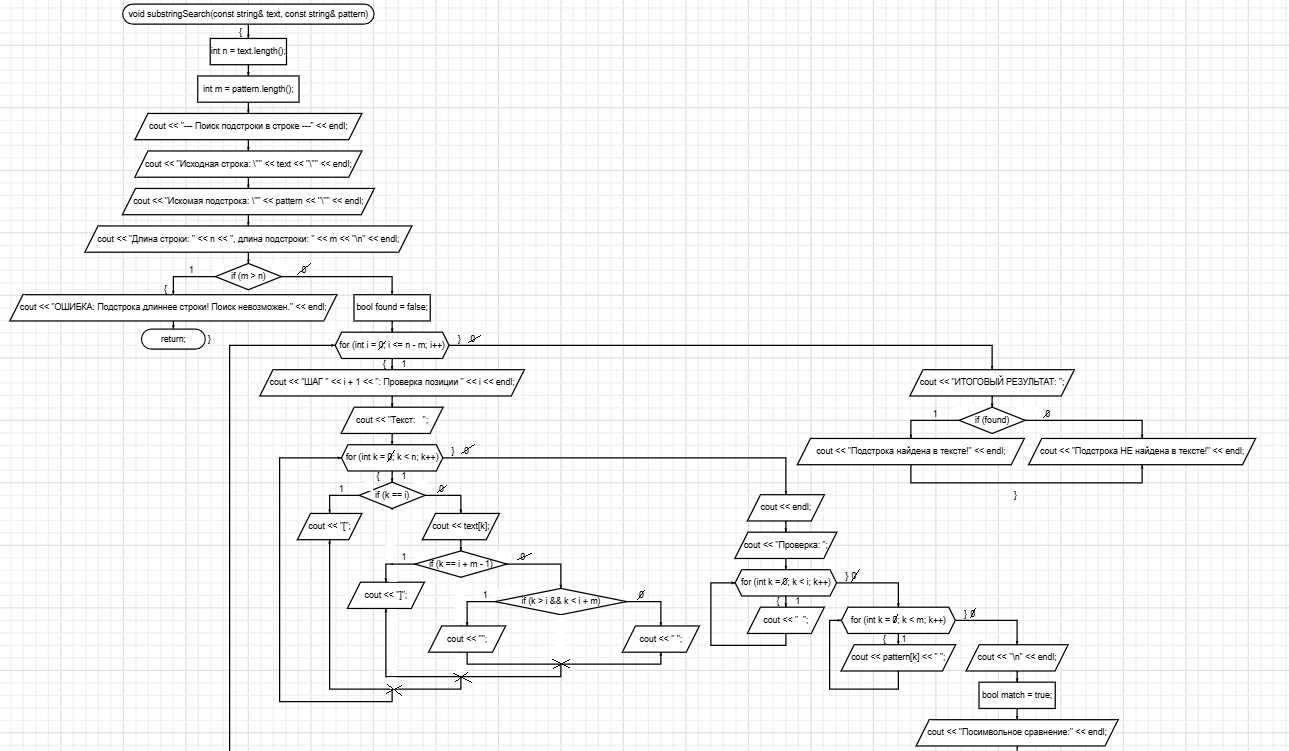 void substringSearch(const string& text, const string& pattern)
{
int n = text.length();
int m = pattern.length();
cout << "--- Поиск подстроки в строке ---" << endl;
cout << "Исходная строка: \"" << text << "\"" << endl;
cout << "Искомая подстрока: \"" << pattern << "\"" << endl;
cout << "Длина строки: " << n << ", длина подстроки: " << m << "\n" << endl;
1
if (m > n)
0
{
cout << "ОШИБКА: Подстрока длиннее строки! Поиск невозможен." << endl;
return;
}
bool found = false;
for (int i = 0; i <= n - m; i++)
} 0
{ 1
cout << "ШАГ " << i + 1 << ": Проверка позиции " << i << endl;
cout << "Текст:   ";
for (int k = 0; k < n; k++)
} 0
{ 1
1
if (k == i)
0
cout << "[";
cout << text[k];
1
if (k == i + m - 1)
0
cout << "]";
1
if (k > i && k < i + m)
0
cout << "";
cout << " ";
cout << endl;
cout << "Проверка: ";
for (int k = 0; k < i; k++)
} 0
{ 1
cout << "  ";
for (int k = 0; k < m; k++)
} 0
{ 1
cout << pattern[k] << " ";
cout << "\n" << endl;
bool match = true;
cout << "Посимвольное сравнение:" << endl;
cout << "ИТОГОВЫЙ РЕЗУЛЬТАТ: ";
1
if (found)
0
cout << "Подстрока найдена в тексте!" << endl;
cout << "Подстрока НЕ найдена в тексте!" << endl;
}